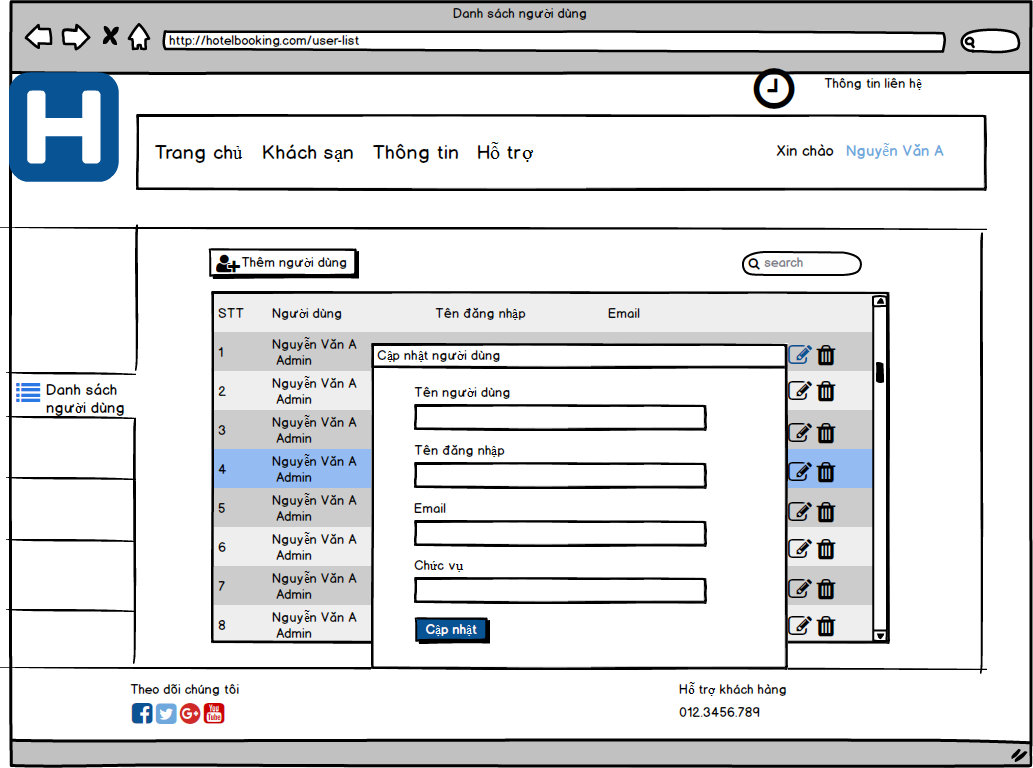 Danh sách người dùng
http://hotelbooking.com/user-list
H
Thông tin liên hệ
Trang chủ Khách sạn Thông tin Hỗ trợ
Xin chào Nguyễn Văn A
Thêm người dùng
search
STT Người dùng Tên đăng nhập Email
Danh sách
người dùng
1 Nguyễn Văn A
Admin
2 Nguyễn Văn A
Admin
3 Nguyễn Văn A
Admin
4 Nguyễn Văn A
Admin
5 Nguyễn Văn A
Admin
6 Nguyễn Văn A
Admin
7 Nguyễn Văn A
Admin
8 Nguyễn Văn A
Admin
Cập nhật người dùng
Tên người dùng
Tên đăng nhập
Email
Chức vụ
Cập nhật
Theo dõi chúng tôi
f G+ You Tube
Hỗ trợ khách hàng
012.3456.789